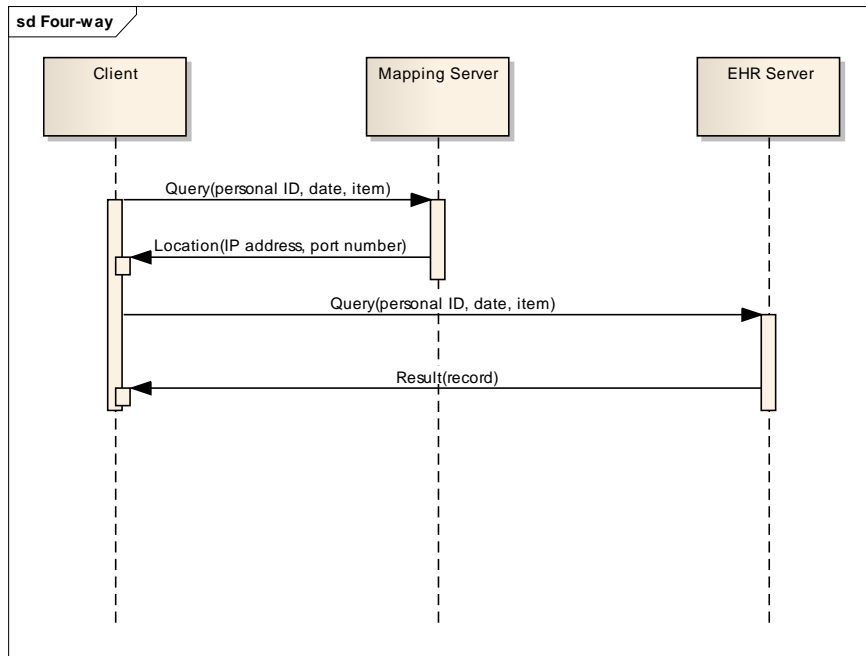 sd Four-way
Client
Mapping Server
EHR Server
Query(personal ID, date, item)
Location(IP address, port number)
Query(personal ID, date, item)
Result(record)